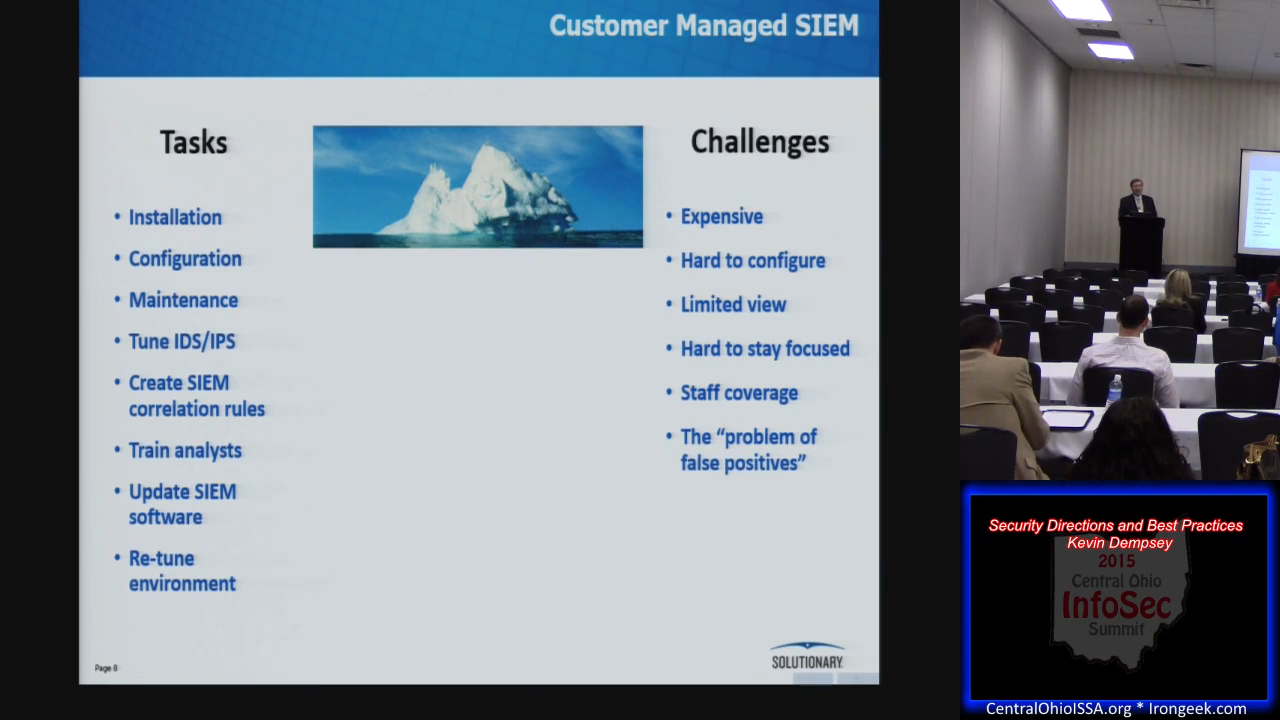 Customer Managed SIEM
Tasks
• Installation
• Configuration
• Maintenance
• Tune IDS/IPS
• Create SIEM
correlation rules
• Train analysts
• Update SIEM
software
• Re-tune
environment
Challenges
• Expensive
• Hard to configure
• Limited view
• Hard to stay focused
• Staff coverage
• The “problem of
false positives”
Page 8
SOLUTIONARY
Security Directions and Best Practices
Kevin Dempsey
2015
Central Ohio
InfoSec
Summit
CentralOhioISSA.org * Irongeek.com